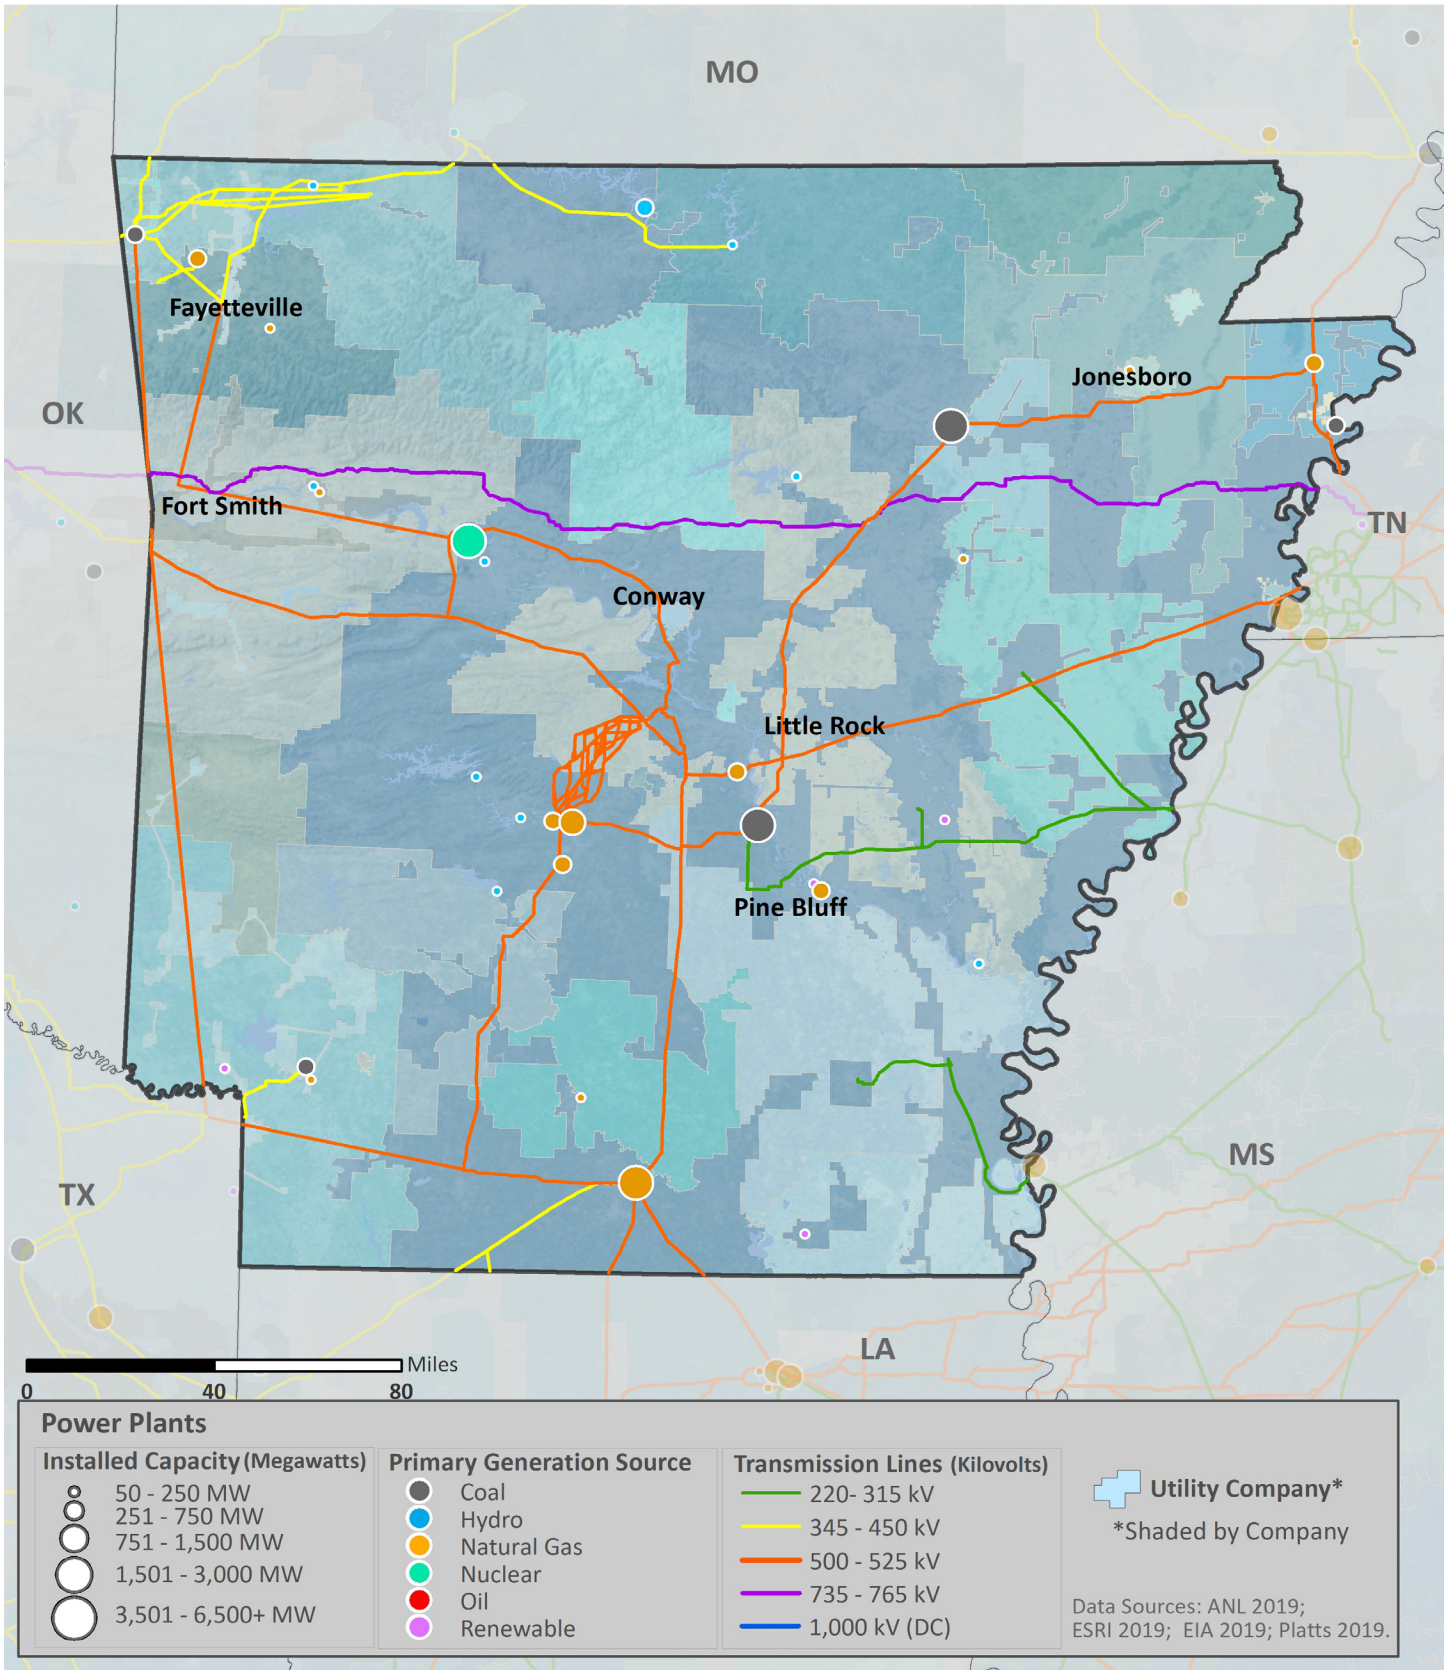 MO
Fayetteville
Jonesboro
OK
Fort Smith
TN
Conway
Little Rock
Pine Bluff
MS
TX
LA
Miles
0 40 80
Power Plants
Installed Capacity (Megawatts)
50 - 250 MW
251 - 750 MW
751 - 1,500 MW
1,501 - 3,000 MW
3,501 - 6,500+ MW
Primary Generation Source
Coal
Hydro
Natural Gas
Nuclear
Oil
Renewable
Transmission Lines (Kilovolts)
220- 315 kV
345 - 450 kV
500 - 525 kV
735 - 765 kV
1,000 kV (DC)
Utility Company*
*Shaded by Company
Data Sources: ANL 2019;
ESRI 2019; EIA 2019; Platts 2019.